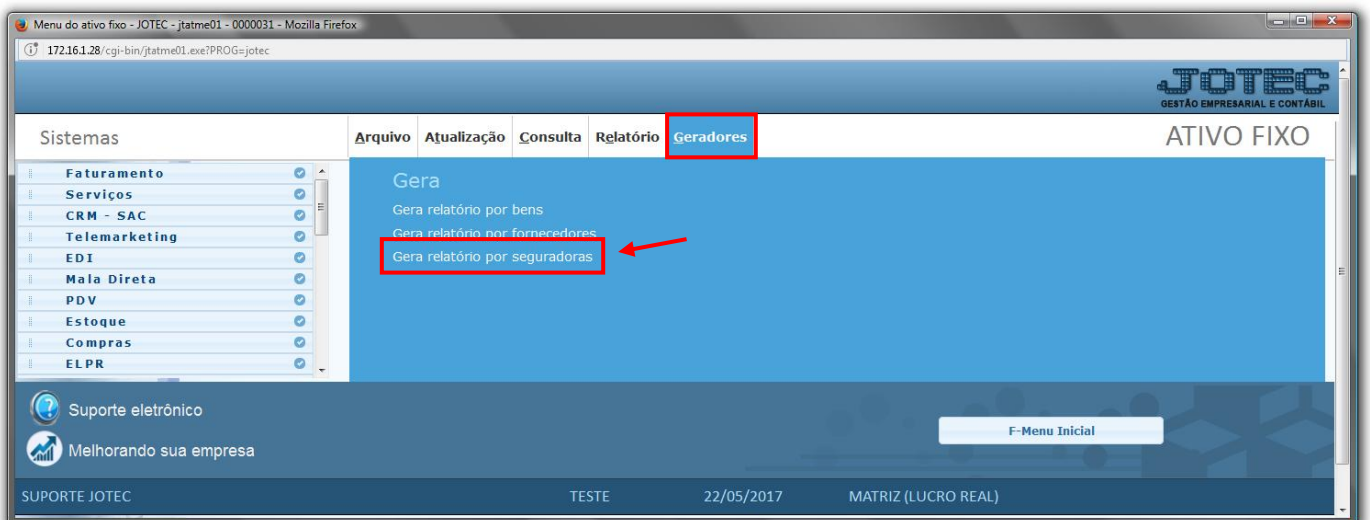 Menu do ativo fixo - JOTEC - jtatme01 - 0000031 - Mozilla Firefox
172.16.1.28/cgi-bin/jtatme01.exe?PROG=jotec
JOTEC
GESTÃO EMPRESARIAL E CONTÁBIL
Sistemas
Arquivo Atualização Consulta Relatório Geradores
ATIVO FIXO
Faturamento
Serviços
CRM - SAC
Telemarketing
EDI
Mala Direta
PDV
Estoque
Compras
ELPR
Gera
Gera relatório por bens
Gera relatório por fornecedores
Gera relatório por seguradoras
Suporte eletrônico
Melhorando sua empresa
F-Menu Inicial
SUPORTE JOTEC TESTE 22/05/2017 MATRIZ (LUCRO REAL)